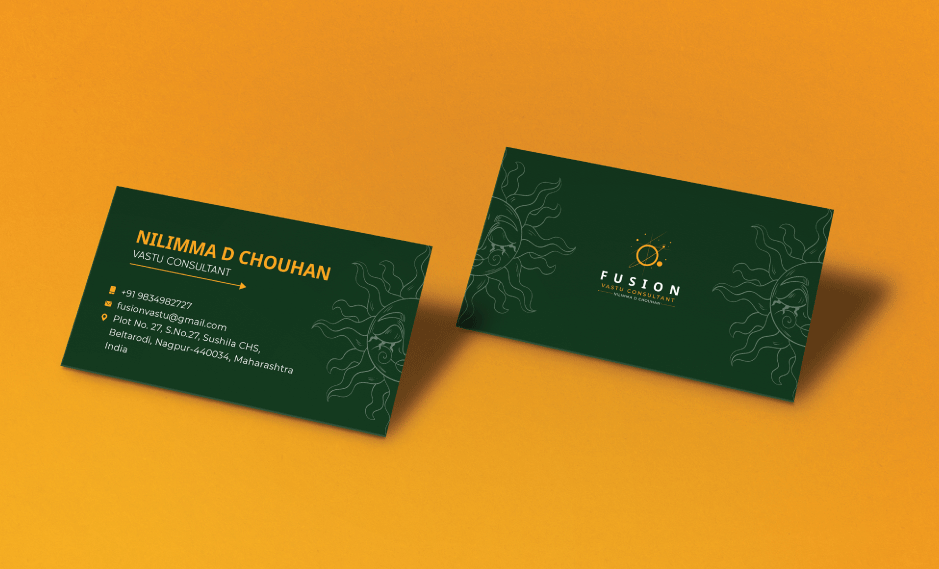 NILIMMA D CHOUHAN
VASTU CONSULTANT
+91 9834982727
fusionvastu@gmail.com
Plot No. 27, S.No.27, Sushila CHS,
Beltarodi, Nagpur-440034, Maharashtra
India
FUSION
VASTU CONSULTANT
NILIMMA D CHOUHAN